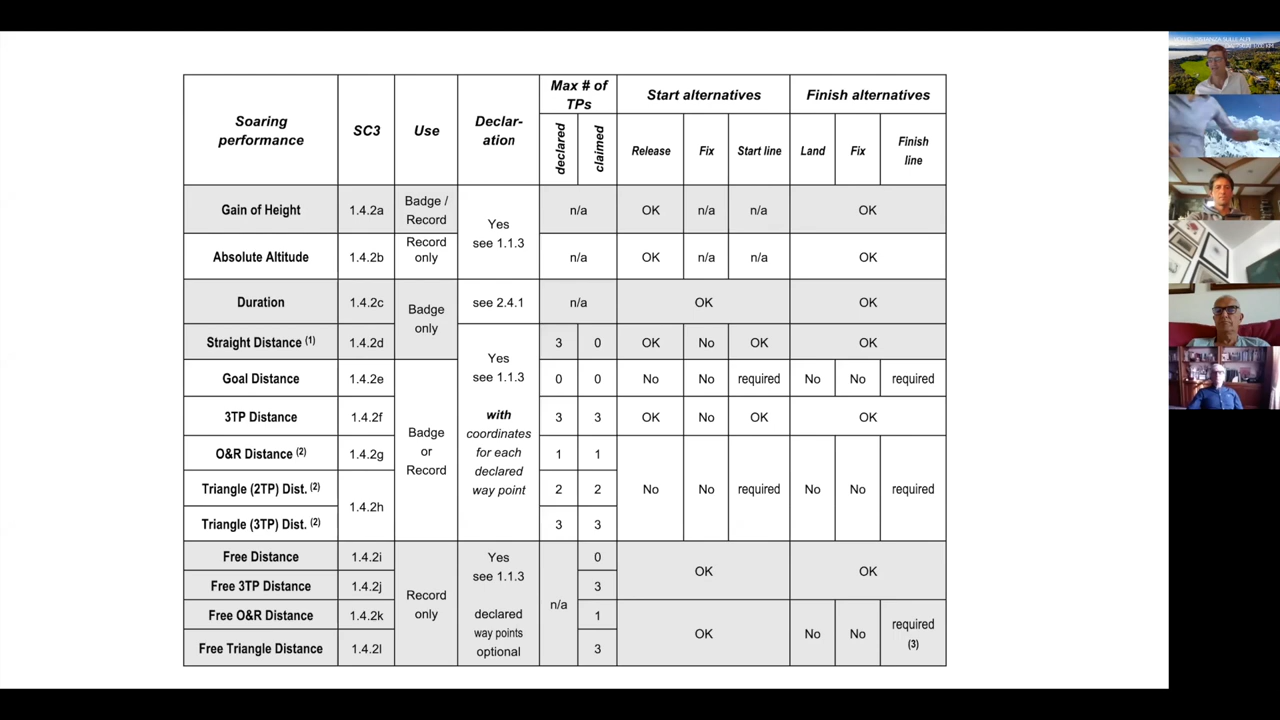 Soaring performance
SC3
Use
Declar-
ation
Max # of
TPs
declared
claimed
Start alternatives
Release
Fix
Start line
Finish alternatives
Land
Fix
Finish
line
Gain of Height
1.4.2a
Badge /
Record
Yes
see 1.1.3
n/a
OK
n/a
n/a
OK
Absolute Altitude
1.4.2b
Record
only
n/a
OK
n/a
n/a
OK
Duration
1.4.2c
Badge
only
see 2.4.1
n/a
OK
OK
Straight Distance (1)
1.4.2d
Yes
see 1.1.3
with
coordinates
for each
declared
way point
3
0
OK
No
OK
OK
Goal Distance
1.4.2e
Badge
or
Record
0
0
No
No
required
No
No
required
3TP Distance
1.4.2f
3
3
OK
No
OK
OK
O&R Distance (2)
1.4.2g
1
1
No
No
required
No
No
required
Triangle (2TP) Dist. (2)
1.4.2h
2
2
Triangle (3TP) Dist. (2)
3
3
Free Distance
1.4.2i
Record
only
Yes
see 1.1.3
declared
way points
optional
n/a
0
OK
OK
Free 3TP Distance
1.4.2j
3
Free O&R Distance
1.4.2k
1
OK
No
No
required
(3)
Free Triangle Distance
1.4.2l
3